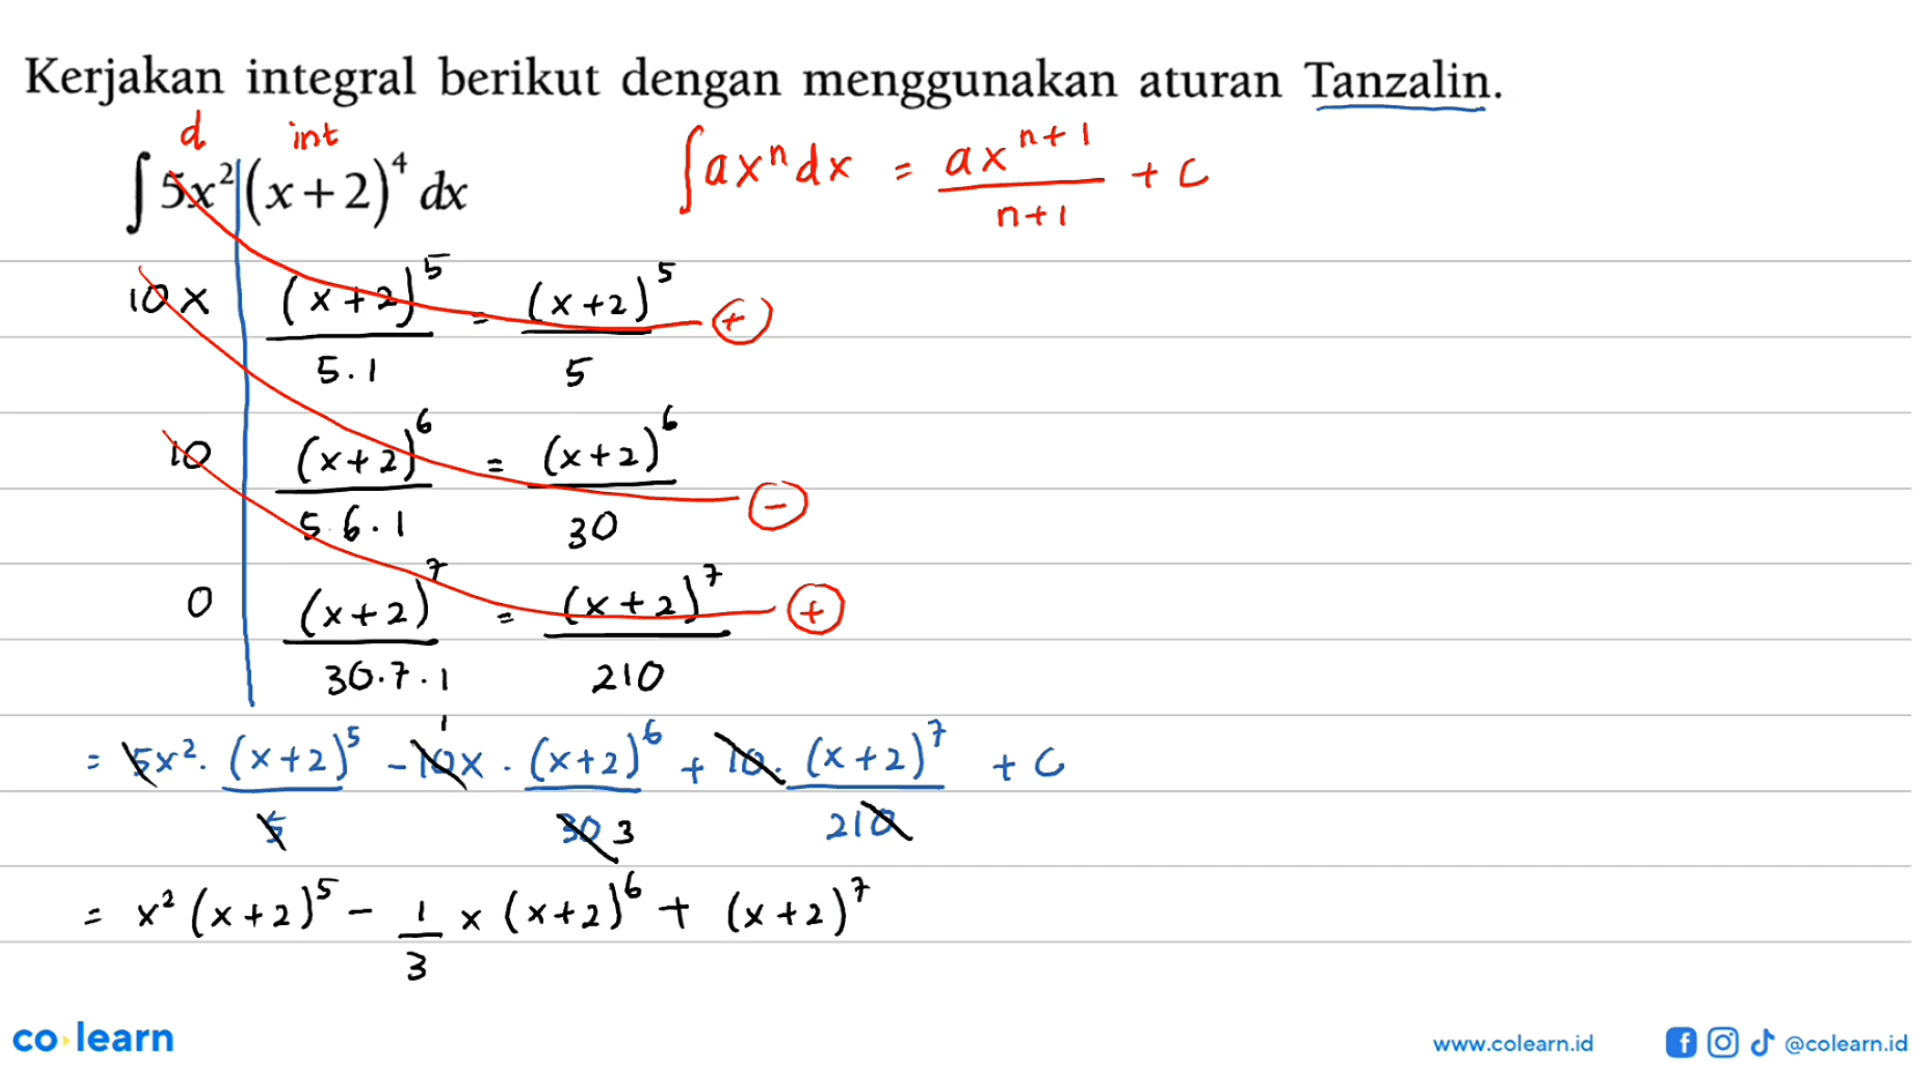 Kerjakan integral berikut dengan menggunakan aturan Tanzalin.
d int
∫ 5x² (x+2)⁴ dx
∫ axⁿ dx = axⁿ⁺¹ / n+1 + C
10x (x+2)⁵ / 5.1 = (x+2)⁵ / 5 (+)
10 (x+2)⁶ / 5.6.1 = (x+2)⁶ / 30 (-)
0 (x+2)⁷ / 30.7.1 = (x+2)⁷ / 210 (+)
= 5x². (x+2)⁵ / 5 - 10x . (x+2)⁶ / 30 + 10. (x+2)⁷ / 210 + C
1
3
= x² (x+2)⁵ - 1/3 x (x+2)⁶ + (x+2)⁷
co learn
www.colearn.id
@colearn.id